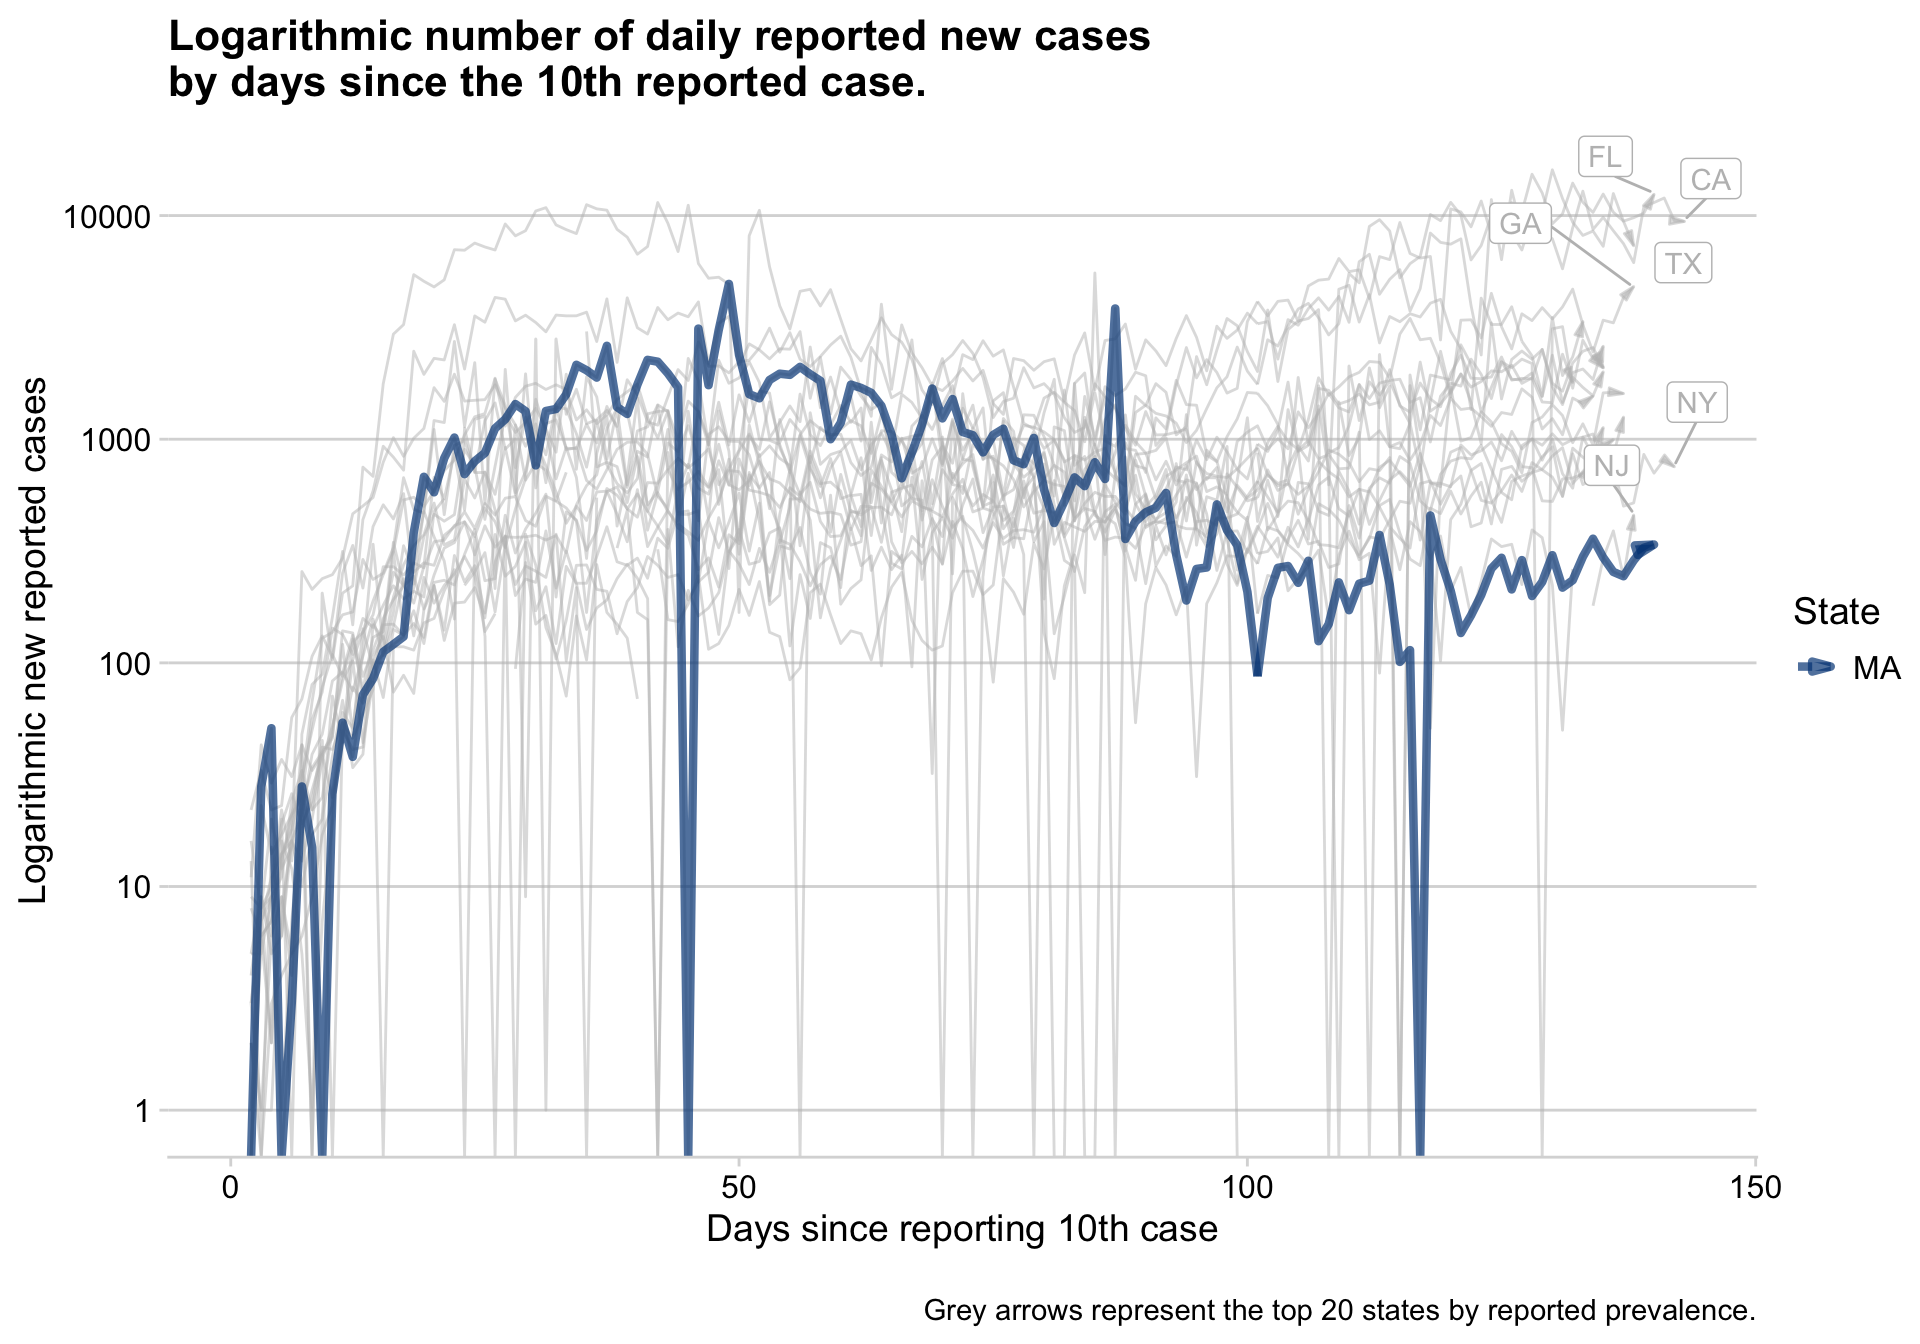 Logarithmic number of daily reported new cases
by days since the 10th reported case.
Logarithmic new reported cases
10000
1000
100
10
1
FL
CA
GA
TX
NY
NJ
State
MA
0
50
100
150
Days since reporting 10th case
Grey arrows represent the top 20 states by reported prevalence.